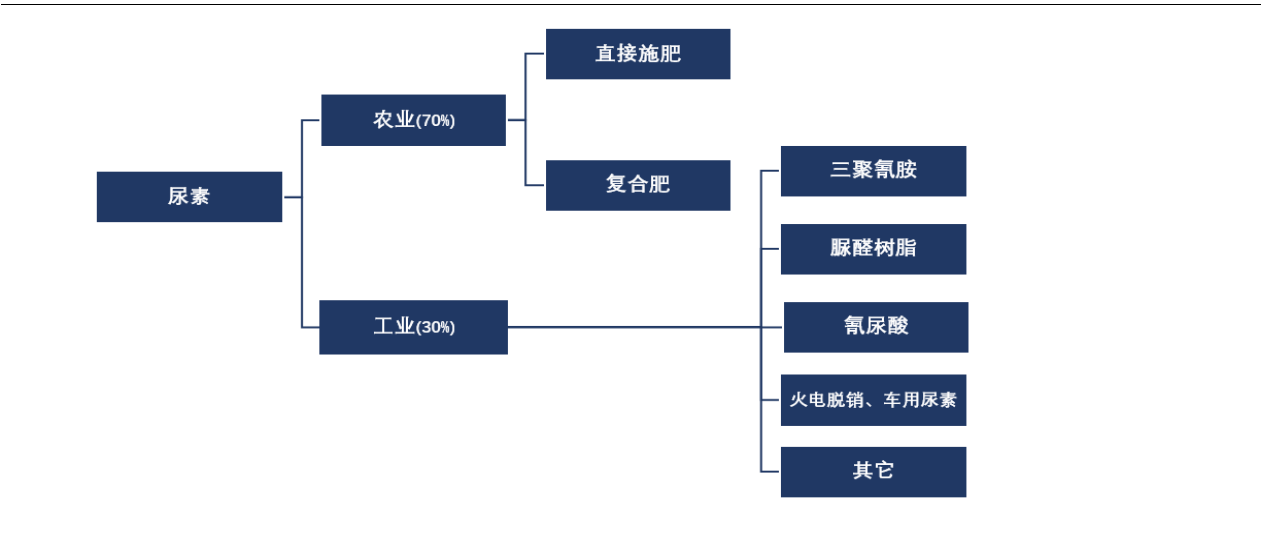 尿素
农业(70%)
工业(30%)
直接施肥
复合肥
三聚氰胺
脲醛树脂
氰尿酸
火电脱销、车用尿素
其它